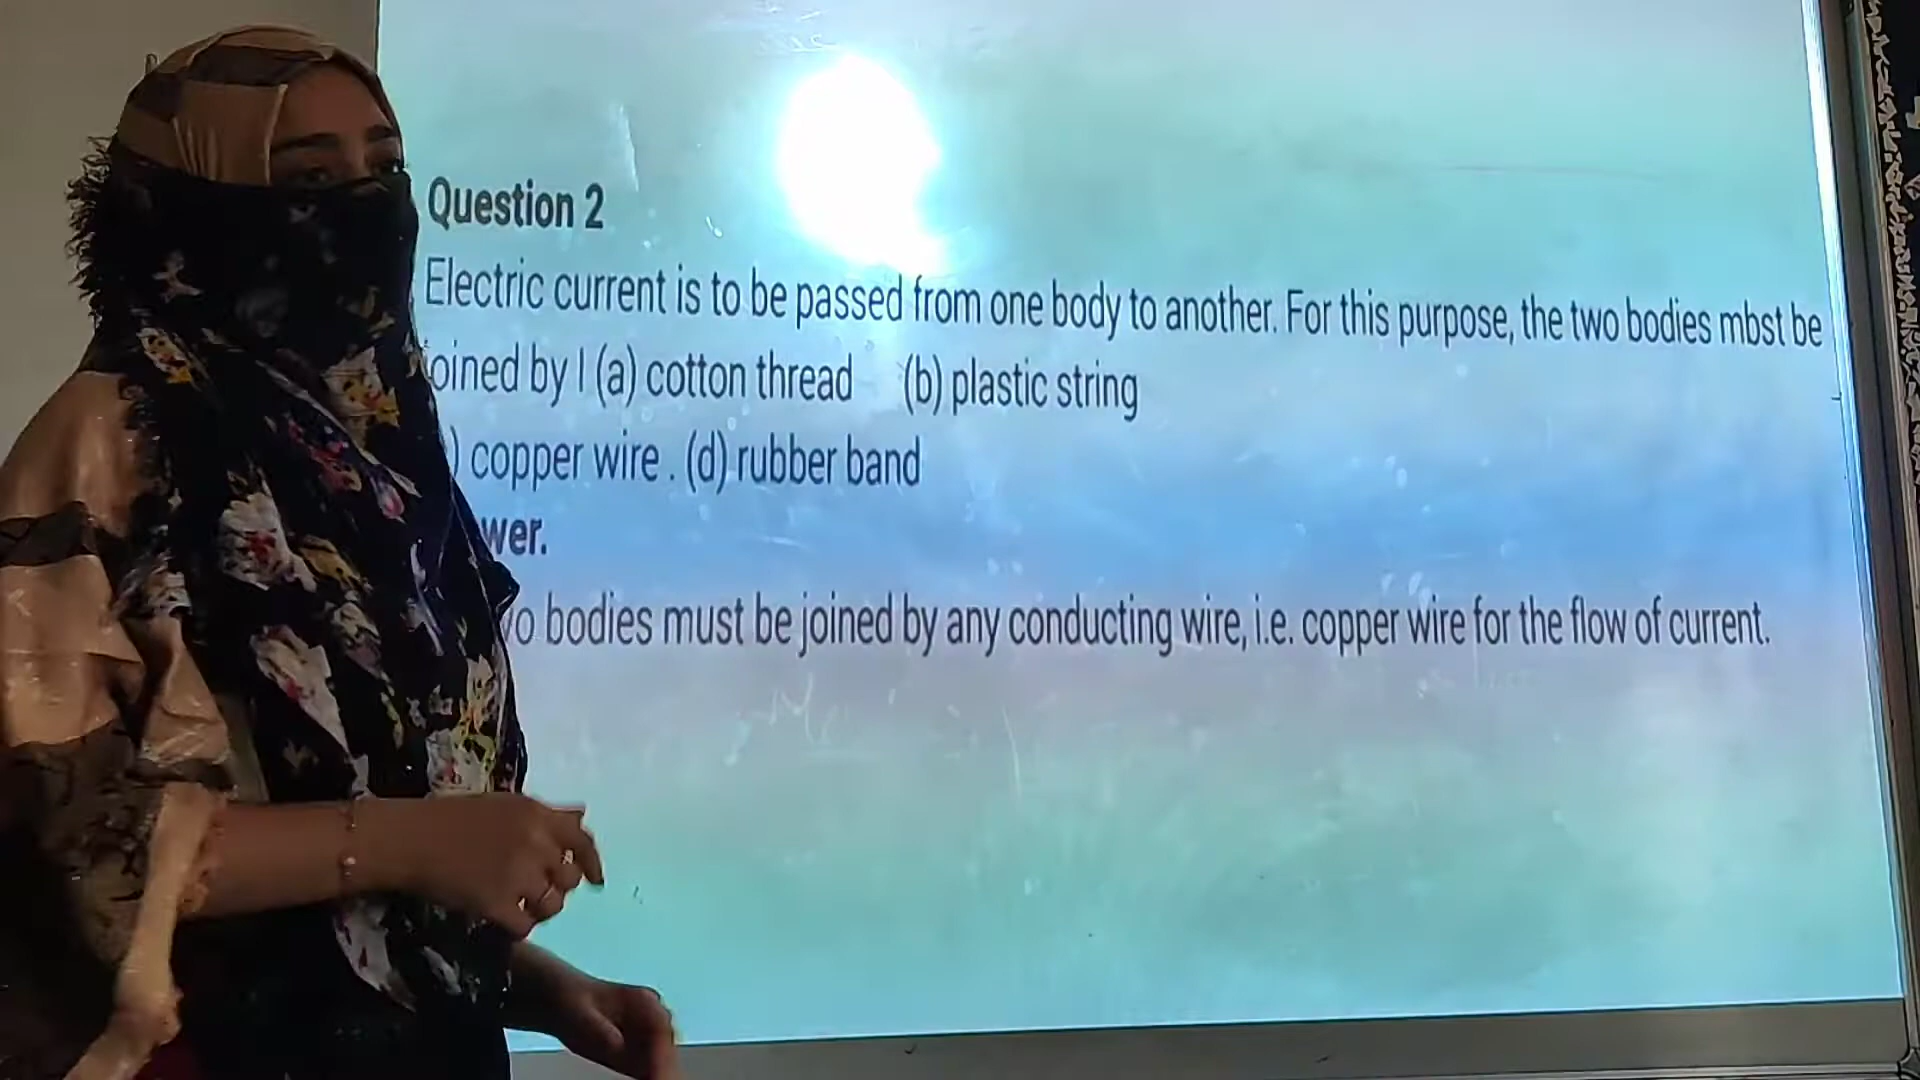 Question 2
Electric current is to be passed from one body to another. For this purpose, the two bodies mbst be
oined by I (a) cotton thread (b) plastic string
) copper wire . (d) rubber band
wer.
wo bodies must be joined by any conducting wire, i.e. copper wire for the flow of current.